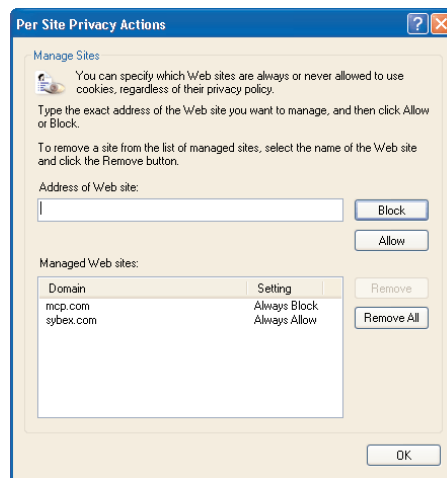 Per Site Privacy Actions
Manage Sites
You can specify which Web sites are always or never allowed to use
cookies, regardless of their privacy policy.
Type the exact address of the Web site you want to manage, and then click Allow
or Block.
To remove a site from the list of managed sites, select the name of the Web site
and click the Remove button.
Address of Web site:
Block
Allow
Managed Web sites:
Domain Setting
Remove
mcp.com Always Block
sybex.com Always Allow
Remove All
OK